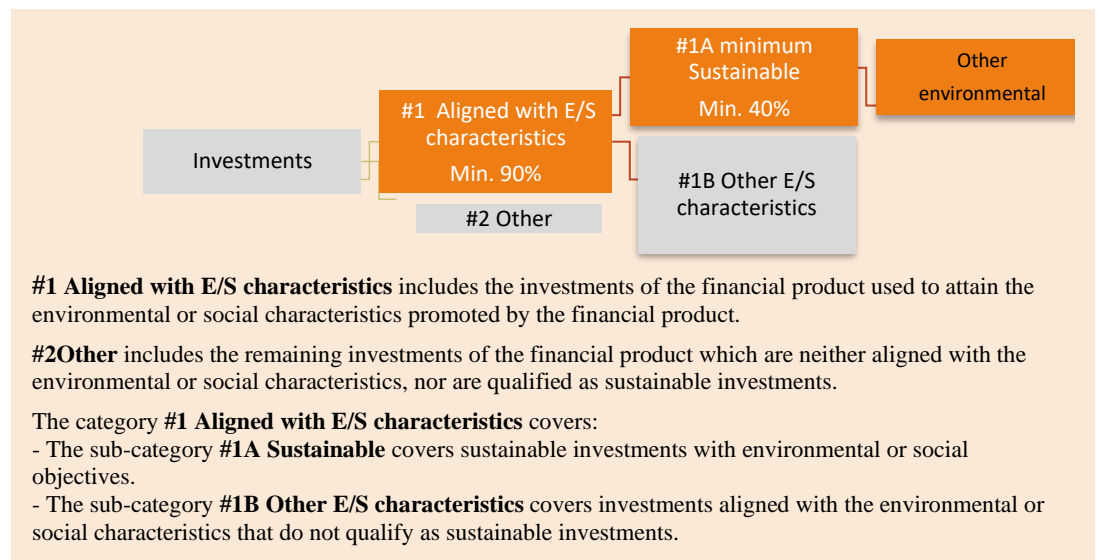 #1A minimum
Sustainable
Min. 40%
Other
environmental
#1 Aligned with E/S
characteristics
Min. 90%
Investments
#1B Other E/S
characteristics
#2 Other
#1 Aligned with E/S characteristics includes the investments of the financial product used to attain the
environmental or social characteristics promoted by the financial product.
#2Other includes the remaining investments of the financial product which are neither aligned with the
environmental or social characteristics, nor are qualified as sustainable investments.
The category #1 Aligned with E/S characteristics covers:
- The sub-category #1A Sustainable covers sustainable investments with environmental or social
objectives.
- The sub-category #1B Other E/S characteristics covers investments aligned with the environmental or
social characteristics that do not qualify as sustainable investments.